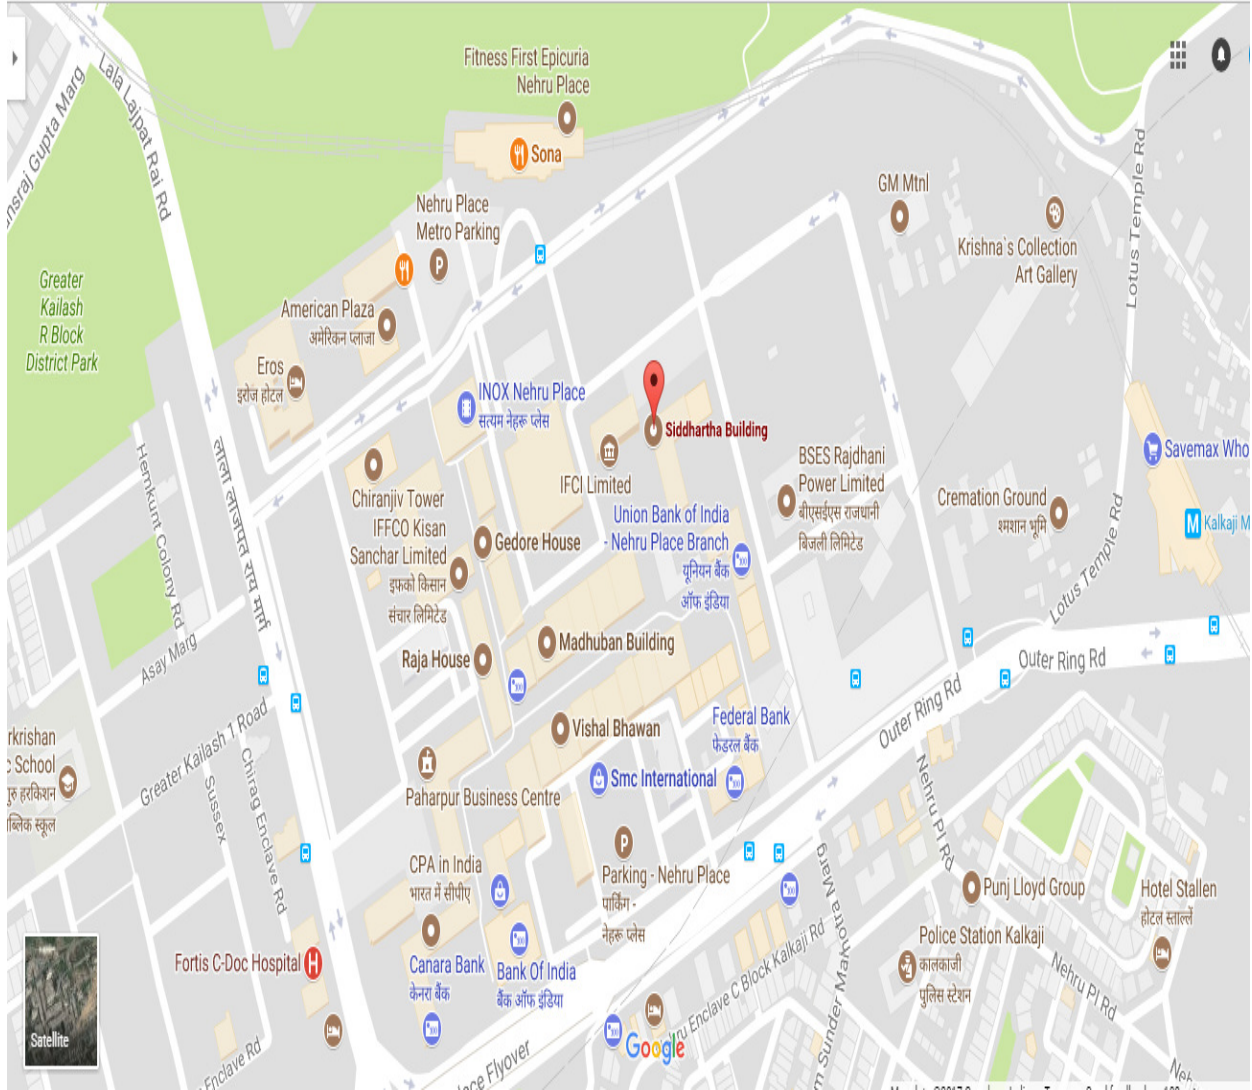 Fitness First Epicuria
Nehru Place
Sona
Lala Lajpat Rai Rd
Gupta Marg
GM Mtnl
Lotus Temple Rd
Nehru Place
Metro Parking
Krishna`s Collection
Art Gallery
Greater
Kailash
R Block
District Park
American Plaza
अमेरिकन प्लाजा
Eros
इरोज होटल
INOX Nehru Place
सत्यम नेहरू प्लेस
Siddhartha Building
लाला लाजपत राय मार्ग
Hemkunt Colony Rd
Chiranjiv Tower
IFCI Limited
BSES Rajdhani
Power Limited
बीएसईएस राजधानी
बिजली लिमिटेड
Savemax Who
Cremation Ground
श्मशान भूमि
IFFCO Kisan
Sanchar Limited
इफको किसान
संचार लिमिटेड
Gedore House
Union Bank of India
- Nehru Place Branch
यूनियन बैंक
ऑफ इंडिया
Kalkaji M
Lotus Temple Rd
Madhuban Building
Raja House
Asay Marg
Outer Ring Rd
Outer Ring Rd
Greater Kailash 1 Road
Vishal Bhawan
Federal Bank
फेडरल बैंक
rkrishan
c School
गुरु हरकिशन
ब्लिक स्कूल
Chirag Enclave Rd
Sussex
Paharpur Business Centre
Smc International
Nehru Pl Rd
CPA in India
भारत में सीपीए
Parking - Nehru Place
पार्किंग -
नेहरू प्लेस
Sunder Malhotra Marg
Punj Lloyd Group
Hotel Stallen
होटल स्तार्ल्ले
Fortis C-Doc Hospital
Canara Bank
केनरा बैंक
Bank Of India
बैंक ऑफ इंडिया
Enclave C Block Kalkaji Rd
Police Station Kalkaji
कालकाजी
पुलिस स्टेशन
Nehru Pl Rd
Satellite
Enclave Rd
Google
Flyover